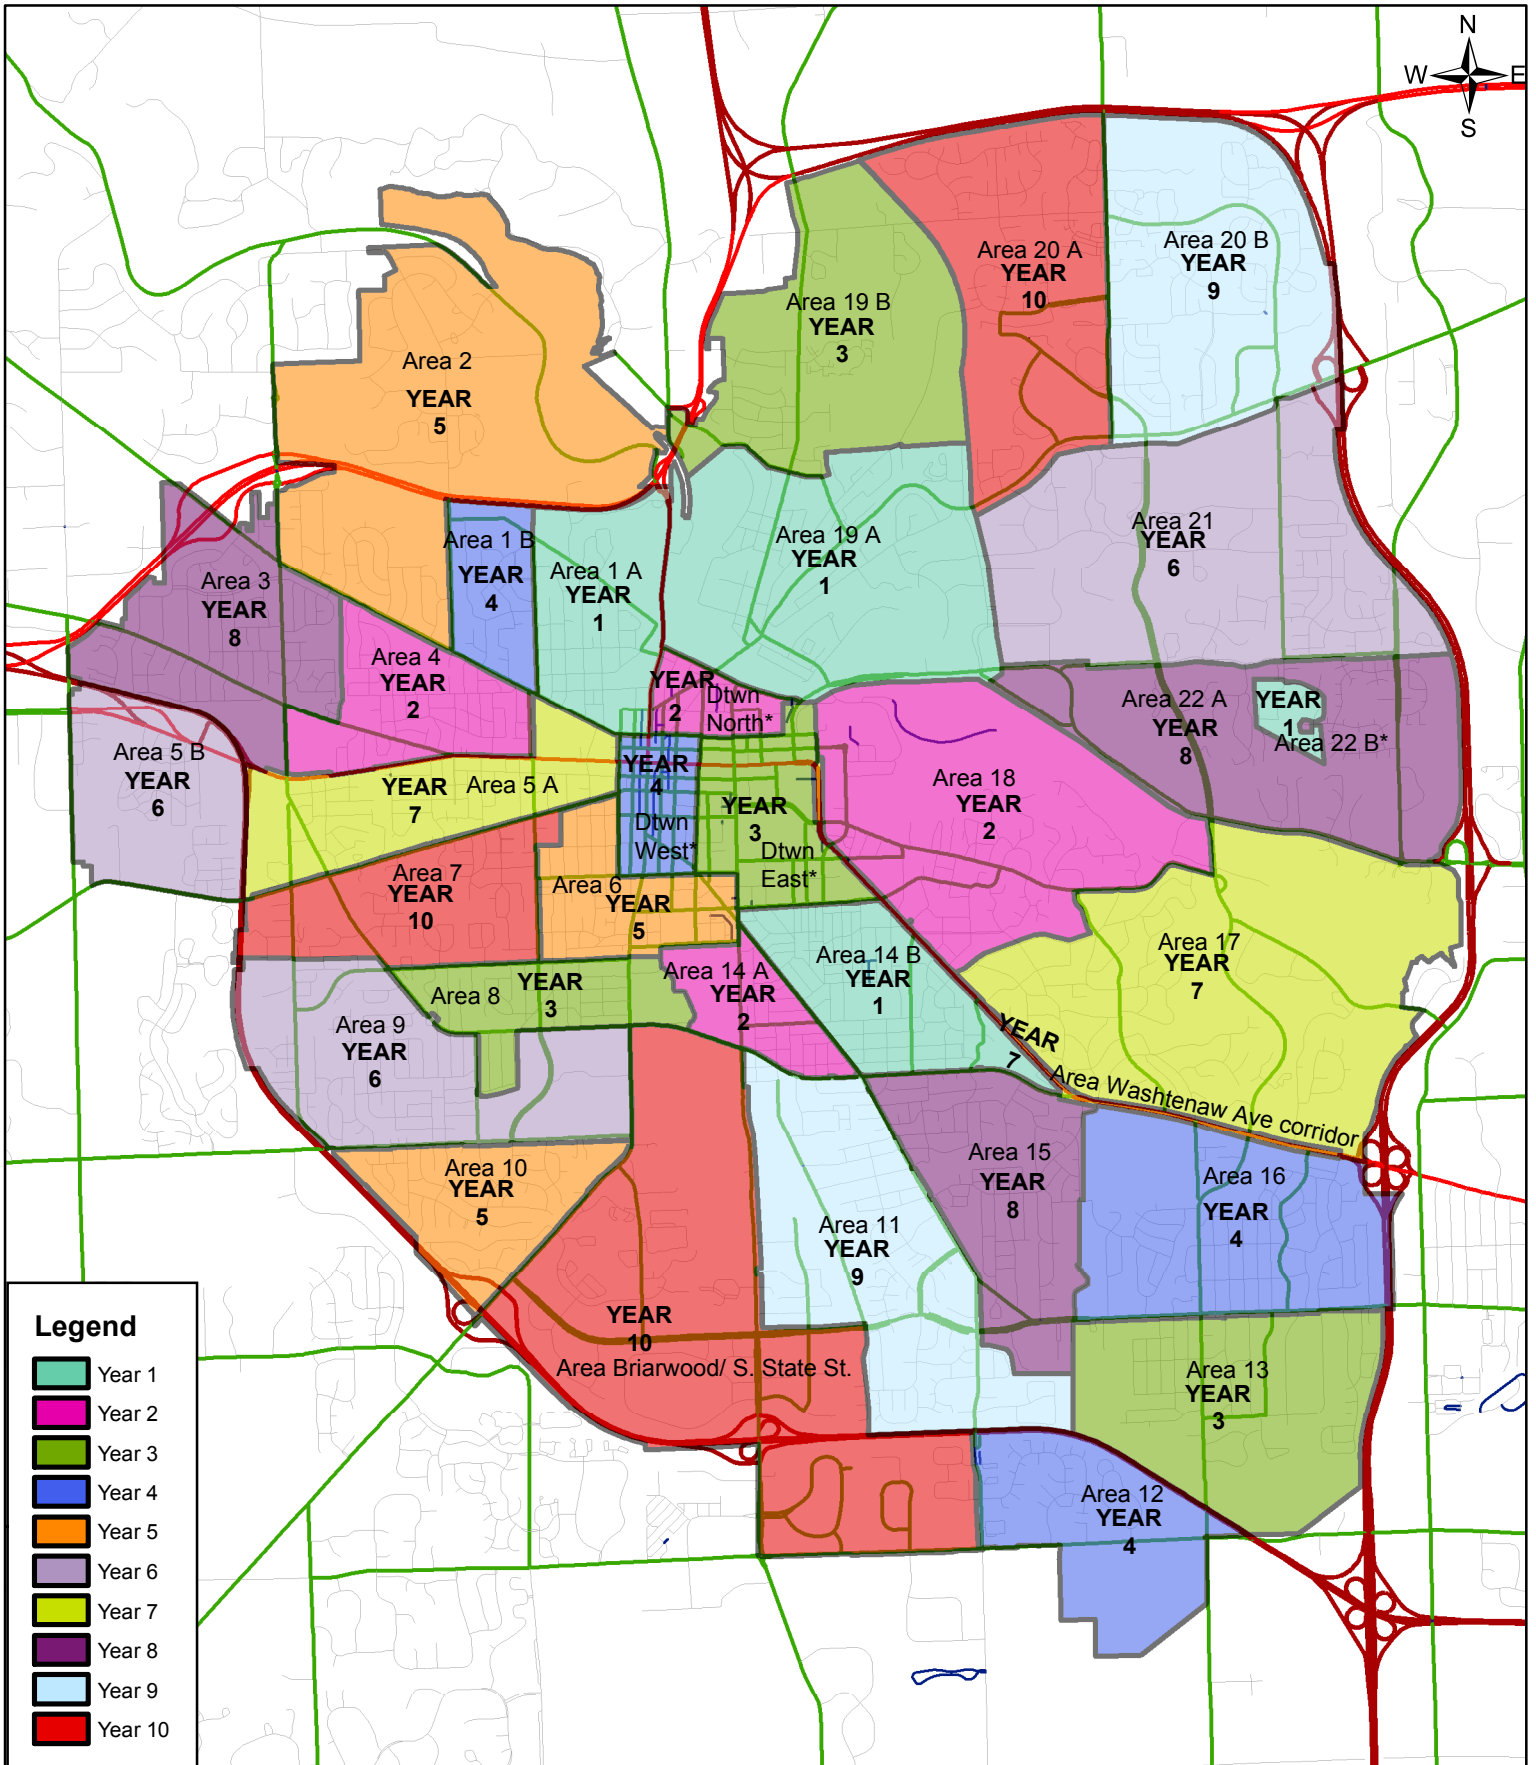 N
W E
S
Area 20 B
YEAR
9
Area 20 A
YEAR
10
Area 19 B
YEAR
3
Area 2
YEAR
5
Area 21
YEAR
6
Area 19 A
YEAR
1
Area 1 B
YEAR
4
Area 1 A
YEAR
1
Area 3
YEAR
8
Area 4
YEAR
2
YEAR
2
Dtwn
North*
Area 22 A
YEAR
8
YEAR
1
Area 22 B*
Area 5 B
YEAR
6
YEAR
7
Area 5 A
YEAR
4
Dtwn
West*
YEAR
3
Dtwn
East*
Area 18
YEAR
2
Area 7
YEAR
10
Area 6
YEAR
5
Area 17
YEAR
7
Area 14 B
YEAR
1
Area 14 A
YEAR
2
Area 8
YEAR
3
Area 9
YEAR
6
YEAR
7
Area Washtenaw Ave corridor
Area 10
YEAR
5
Area 15
YEAR
8
Area 16
YEAR
4
Area 11
YEAR
9
YEAR
10
Area Briarwood/ S. State St.
Area 13
YEAR
3
Area 12
YEAR
4
Legend
Year 1
Year 2
Year 3
Year 4
Year 5
Year 6
Year 7
Year 8
Year 9
Year 10